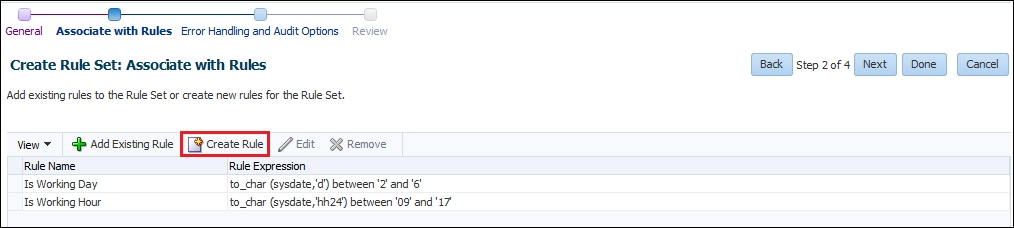 General Associate with Rules Error Handling and Audit Options Review
Create Rule Set: Associate with Rules Back Step 2 of 4 Next Done Cancel
Add existing rules to the Rule Set or create new rules for the Rule Set.
View Add Existing Rule Create Rule Edit Remove
Rule Name Rule Expression
Is Working Day to_char (sysdate,'d') between '2' and '6'
Is Working Hour to_char (sysdate,'hh24') between '09' and '17'